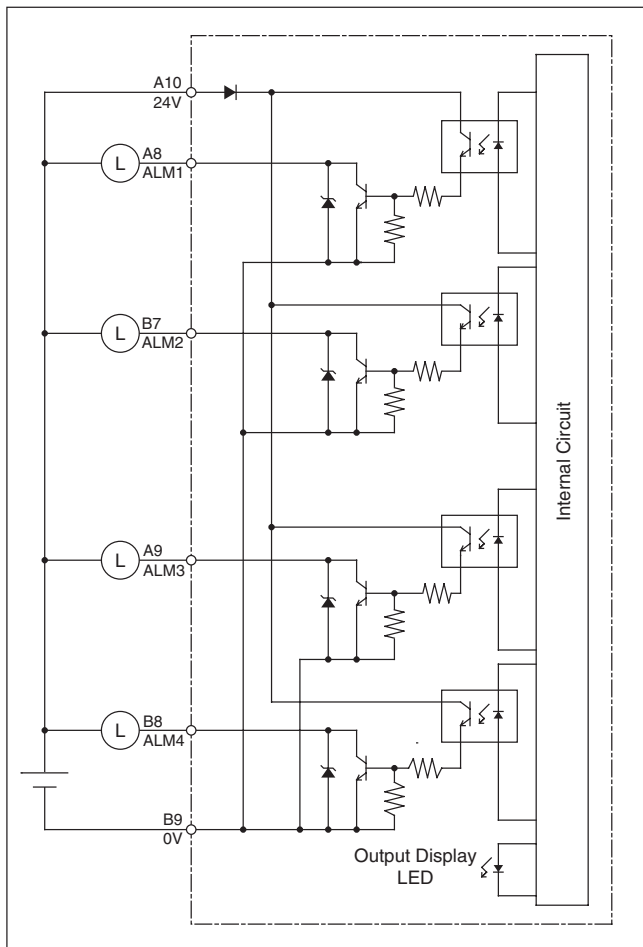 A10
24V
L
A8
ALM1
L
B7
ALM2
L
A9
ALM3
L
B8
ALM4
B9
0V
Internal Circuit
Output Display
LED